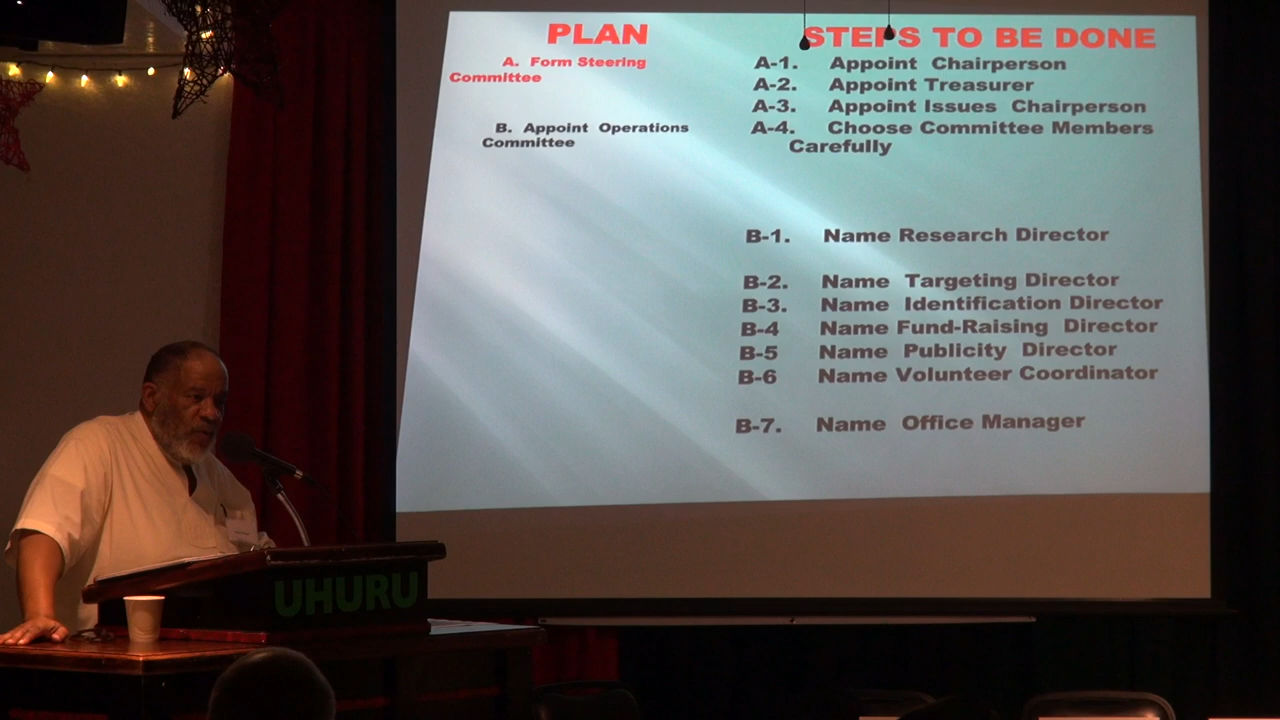 PLAN
A. Form Steering
Committee
B. Appoint Operations
Committee
STEPS TO BE DONE
A-1. Appoint Chairperson
A-2. Appoint Treasurer
A-3. Appoint Issues Chairperson
A-4. Choose Committee Members
Carefully
B-1. Name Research Director
B-2. Name Targeting Director
B-3. Name Identification Director
B-4 Name Fund-Raising Director
B-5 Name Publicity Director
B-6 Name Volunteer Coordinator
B-7. Name Office Manager
UHURU